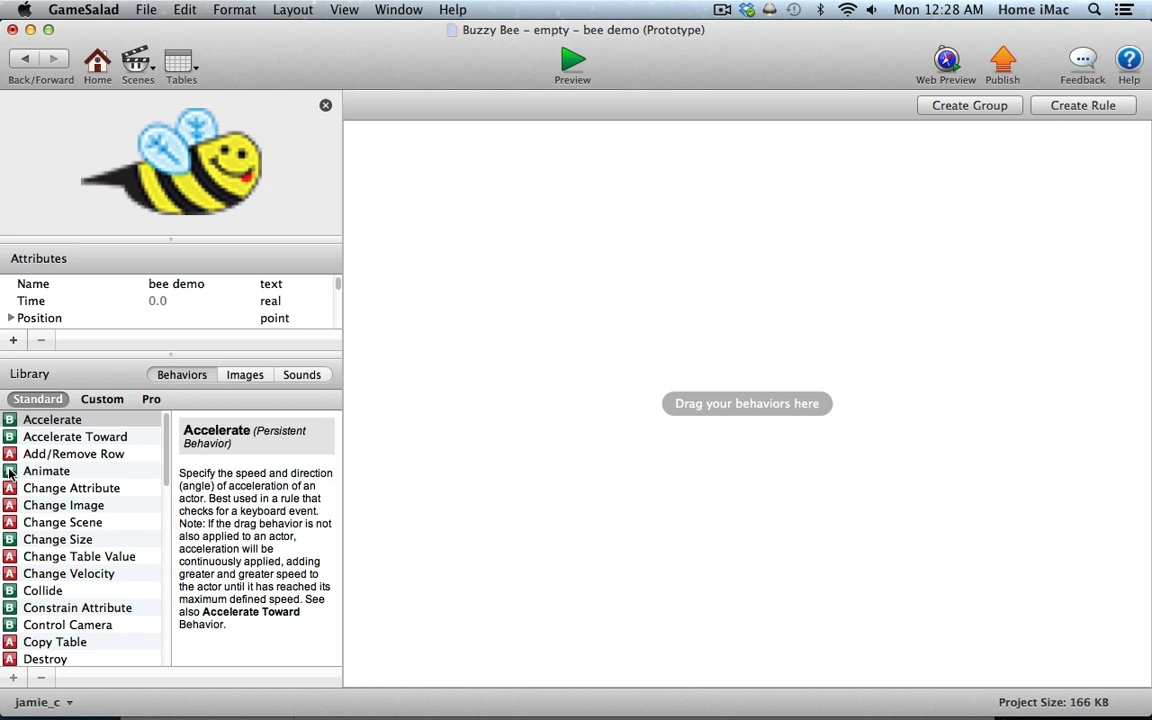 GameSalad File Edit Format Layout View Window Help Mon 12:28 AM Home iMac
Buzzy Bee – empty – bee demo (Prototype)
Back/Forward Home Scenes Tables Preview Web Preview Publish Feedback Help
Create Group Create Rule
Attributes
Name bee demo text
Time 0.0 real
Position point
+ −
Library Behaviors Images Sounds
Standard Custom Pro
B Accelerate
B Accelerate Toward
A Add/Remove Row
Animate
A Change Attribute
A Change Image
A Change Scene
B Change Size
A Change Table Value
A Change Velocity
B Collide
B Constrain Attribute
B Control Camera
A Copy Table
A Destroy
Accelerate (Persistent
Behavior)
Specify the speed and direction
(angle) of acceleration of an
actor. Best used in a rule that
checks for a keyboard event.
Note: If the drag behavior is not
also applied to an actor,
acceleration will be
continuously applied, adding
greater and greater speed to
the actor until it has reached its
maximum defined speed. See
also Accelerate Toward
Behavior.
Drag your behaviors here
+ −
jamie_c Project Size: 166 KB